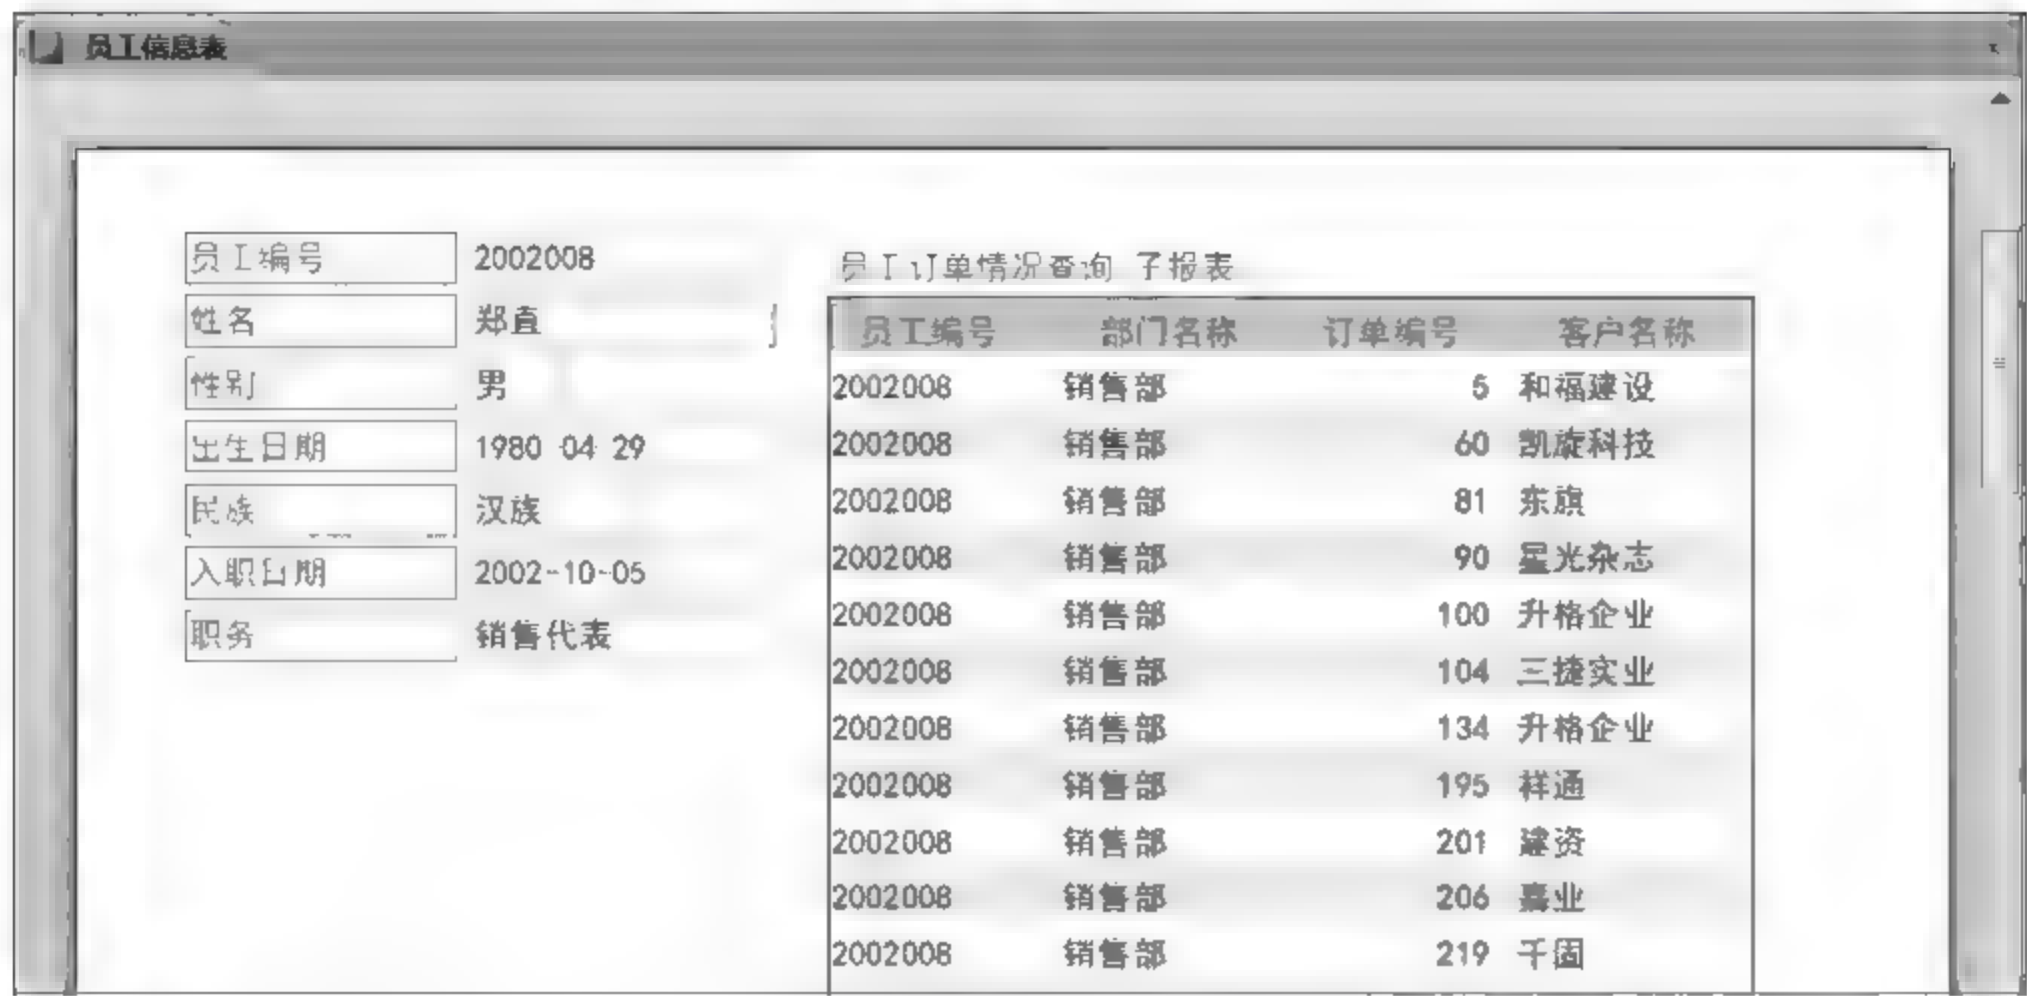 员工信息表
员工编号 2002008
姓名 郑直
性别 男
出生日期 1980-04-29
民族 汉族
入职日期 2002-10-05
职务 销售代表
员工订单情况查询 子报表
员工编号 部门名称 订单编号 客户名称
2002008 销售部 5 和福建设
2002008 销售部 60 凯旋科技
2002008 销售部 81 东旗
2002008 销售部 90 星光杂志
2002008 销售部 100 升格企业
2002008 销售部 104 三捷实业
2002008 销售部 134 升格企业
2002008 销售部 195 祥通
2002008 销售部 201 建资
2002008 销售部 206 嘉业
2002008 销售部 219 千固